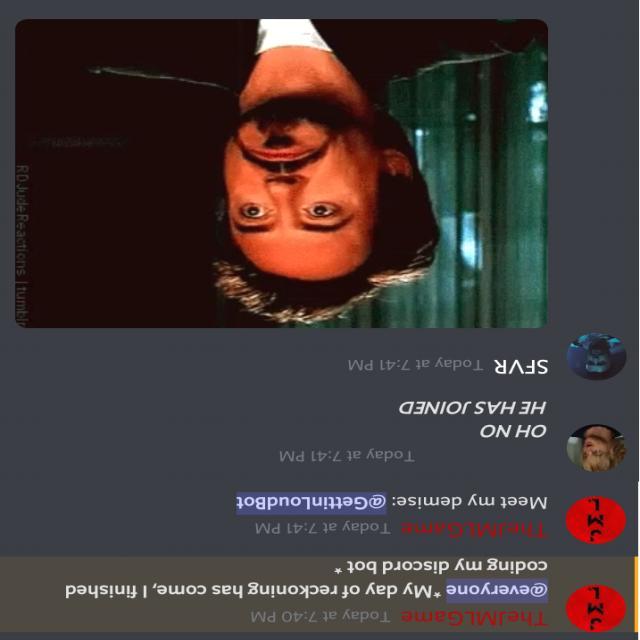 TheJMLGame Today at 7:40 PM
@everyone *My day of reckoning has come, I finished
coding my discord bot *
TheJMLGame Today at 7:41 PM
Meet my demise: @GettinLoudBot
Today at 7:41 PM
OH NO
HE HAS JOINED
SFVR Today at 7:41 PM
RDJudeReactions | tumblr